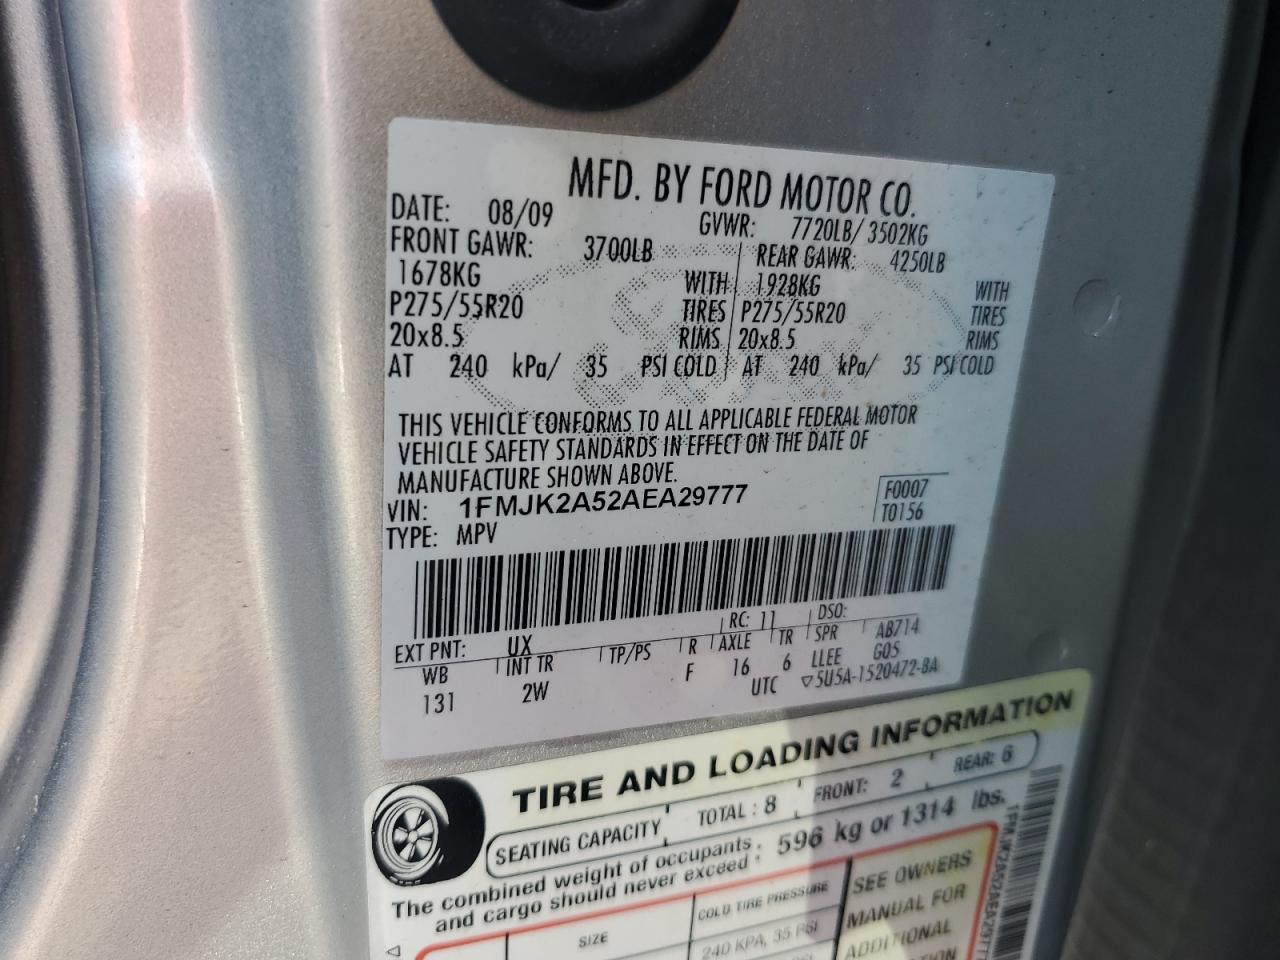 MFD. BY FORD MOTOR CO.
DATE: 08/09 GVWR: 7720LB/ 3502KG
FRONT GAWR: 3700LB REAR GAWR: 4250LB
1678KG WITH 1928KG WITH
P275/55R20 TIRES P275/55R20 TIRES
20x8.5 RIMS 20x8.5 RIMS
AT 240 kPa/ 35 PSI COLD AT 240 kPa/ 35 PSI COLD
THIS VEHICLE CONFORMS TO ALL APPLICABLE FEDERAL MOTOR
VEHICLE SAFETY STANDARDS IN EFFECT ON THE DATE OF
MANUFACTURE SHOWN ABOVE.
VIN: 1FMJK2A52AEA29777 F0007
TYPE: MPV T0156
EXT PNT: UX RC: 11 DSO:
WB INT TR TP/PS R AXLE TR SPR AB714
131 2W F 16 6 LLEE G05
UTC ▽5U5A-1520472-BA
TIRE AND LOADING INFORMATION
SEATING CAPACITY TOTAL : 8 FRONT: 2 REAR: 6
The combined weight of occupants
and cargo should never exceed : 596 kg or 1314 lbs.
SIZE COLD TIRE PRESSURE SEE OWNERS
240 KPA, 35 PSI MANUAL FOR
ADDITIONAL